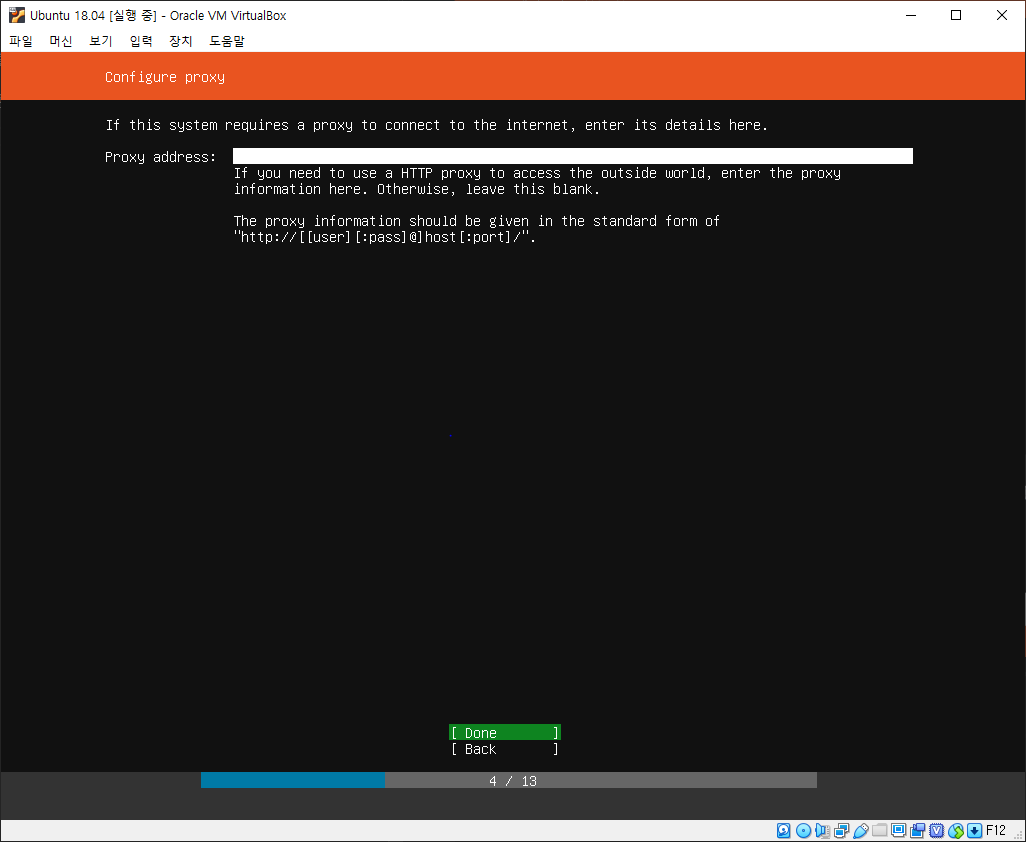 Ubuntu 18.04 [실행 중] - Oracle VM VirtualBox
파일 머신 보기 입력 장치 도움말
Configure proxy
If this system requires a proxy to connect to the internet, enter its details here.
Proxy address:
If you need to use a HTTP proxy to access the outside world, enter the proxy
information here. Otherwise, leave this blank.
The proxy information should be given in the standard form of
"http://[[user][:pass]@]host[:port]/".
[ Done ]
[ Back ]
4 / 13
F12